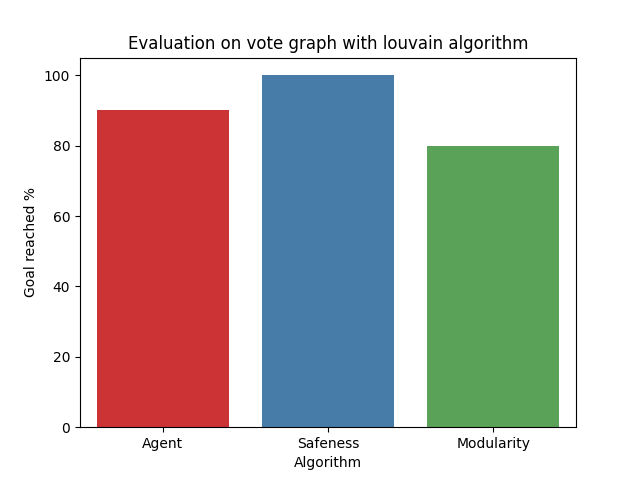 Evaluation on vote graph with louvain algorithm
100
80
60
40
20
0
Goal reached %
Agent
Safeness
Modularity
Algorithm